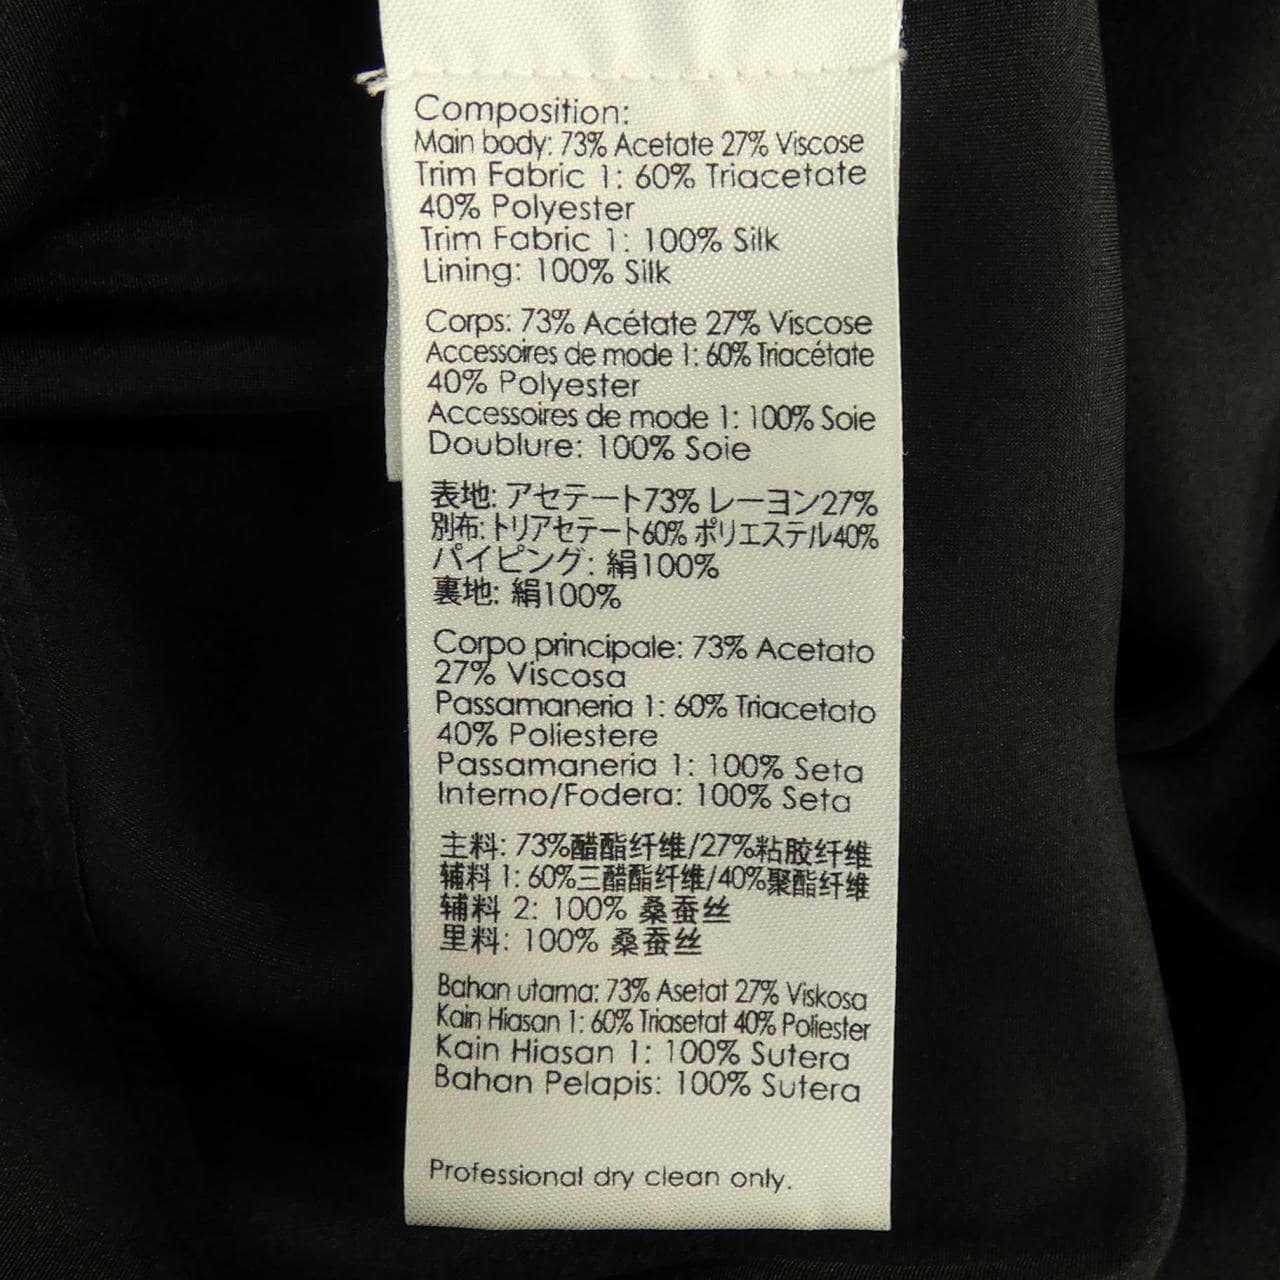 Composition:
Main body: 73% Acetate 27% Viscose
Trim Fabric 1: 60% Triacetate
40% Polyester
Trim Fabric 1: 100% Silk
Lining: 100% Silk
Corps: 73% Acétate 27% Viscose
Accessoires de mode 1: 60% Triacétate
40% Polyester
Accessoires de mode 1: 100% Soie
Doublure: 100% Soie
表地: アセテート73% レーヨン27%
別布: トリアセテート60% ポリエステル40%
パイピング: 絹100%
裏地: 絹100%
Corpo principale: 73% Acetato
27% Viscosa
Passamaneria 1: 60% Triacetato
40% Poliestere
Passamaneria 1: 100% Seta
Interno/Fodera: 100% Seta
主料: 73%醋酯纤维/27%粘胶纤维
辅料 1: 60%三醋酯纤维/40%聚酯纤维
辅料 2: 100% 桑蚕丝
里料: 100% 桑蚕丝
Bahan utama: 73% Asetat 27% Viskosa
Kain Hiasan 1: 60% Triasetat 40% Poliester
Kain Hiasan 1: 100% Sutera
Bahan Pelapis: 100% Sutera
Professional dry clean only.